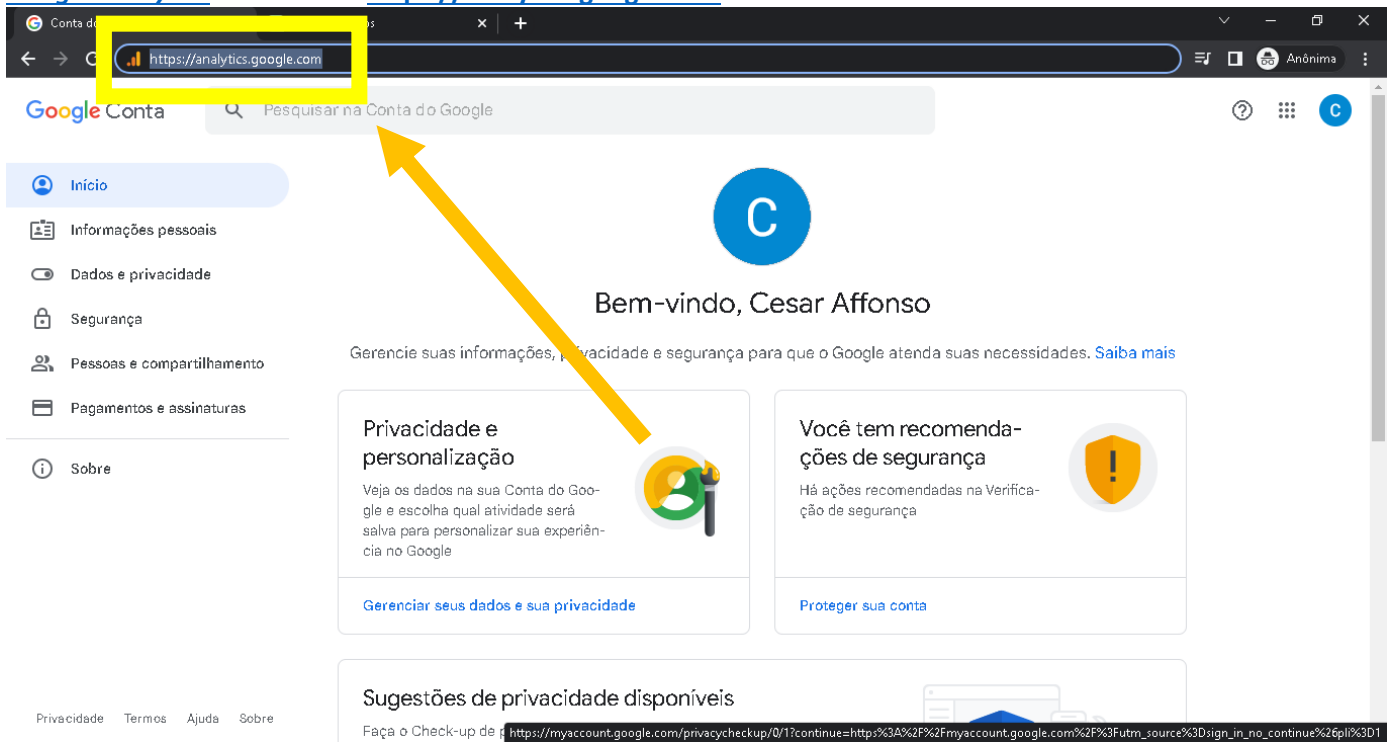 Conta do
https://analytics.google.com
Anônima
Google Conta
Pesquisar na Conta do Google
C
Início
Informações pessoais
Dados e privacidade
Segurança
Pessoas e compartilhamento
Pagamentos e assinaturas
Sobre
C
Bem-vindo, Cesar Affonso
Gerencie suas informações, privacidade e segurança para que o Google atenda suas necessidades. Saiba mais
Privacidade e
personalização
Veja os dados na sua Conta do Goo-
gle e escolha qual atividade será
salva para personalizar sua experiên-
cia no Google
Gerenciar seus dados e sua privacidade
Você tem recomenda-
ções de segurança
Há ações recomendadas na Verifica-
ção de segurança
Proteger sua conta
Sugestões de privacidade disponíveis
Faça o Check-up de
Privacidade Termos Ajuda Sobre
https://myaccount.google.com/privacycheckup/0/1?continue=https%3A%2F%2Fmyaccount.google.com%2F%3Futm_source%3Dsign_in_no_continue%26pli%3D1